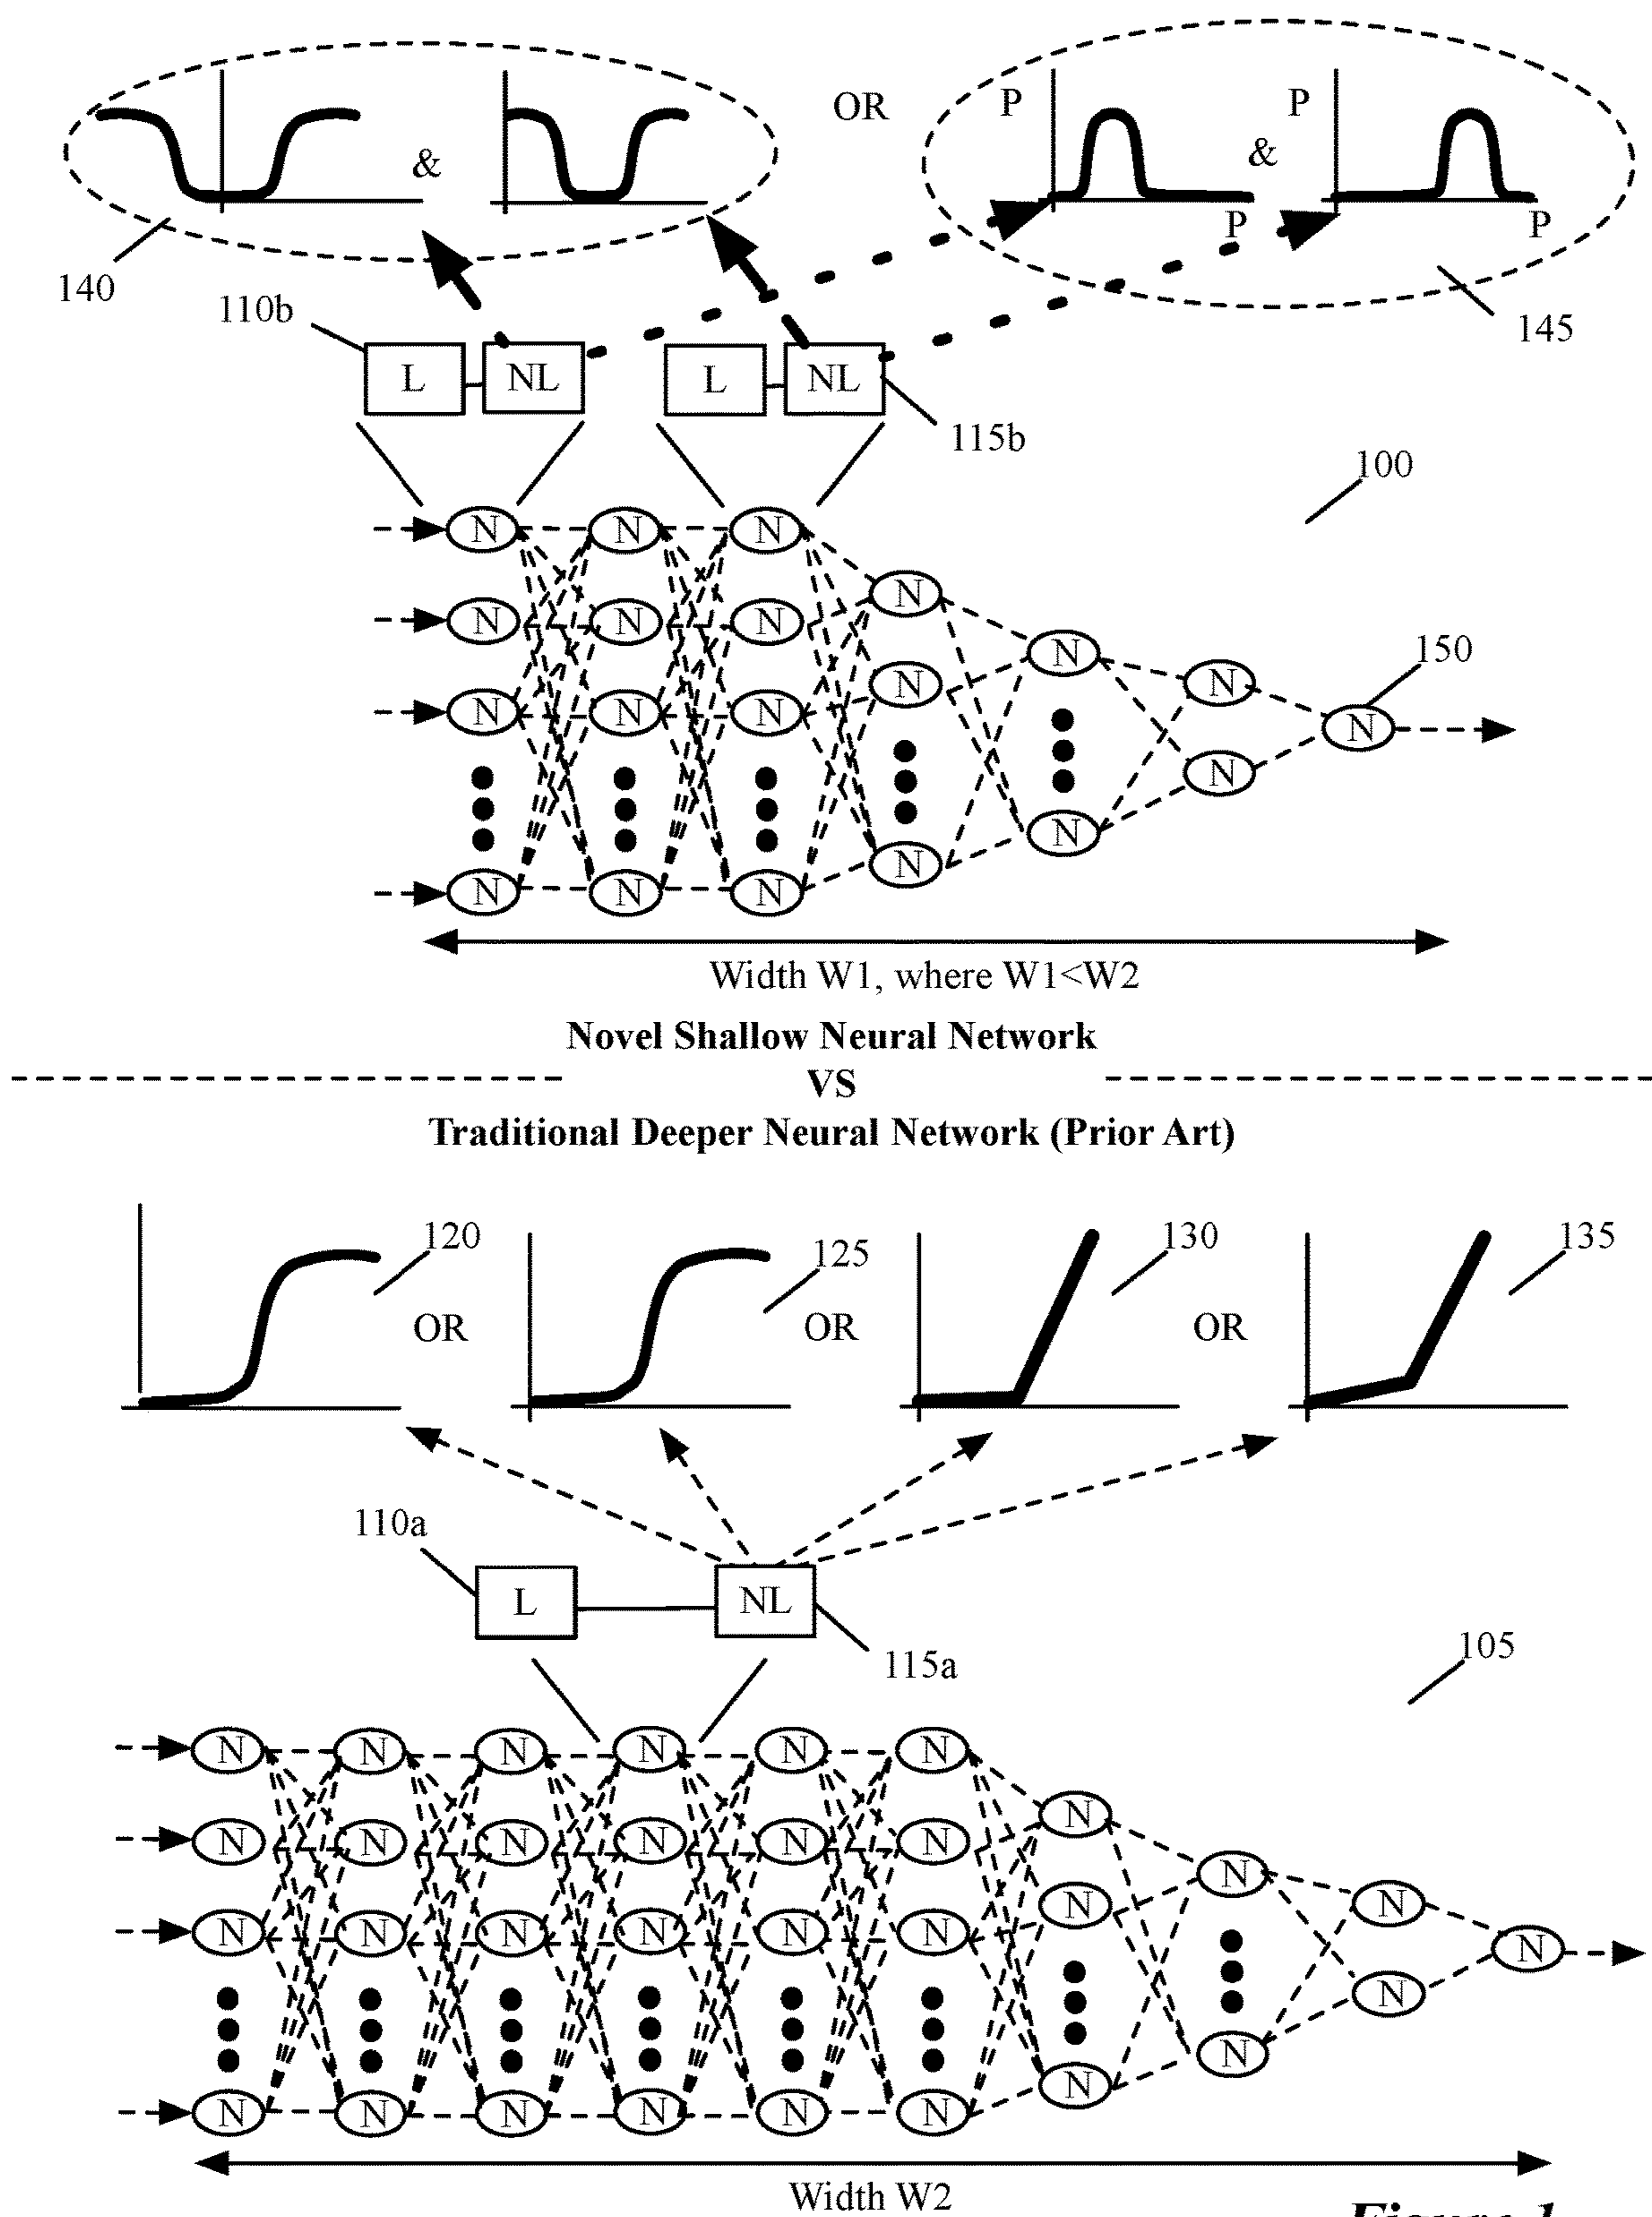 P
OR
P
&
&
P
P
140
110b
145
L
NL
L
NL
115b
100
N N N
N
N N N
N
150
N
N
N N N
N
N
N
N
N N N
Width W1, where W1<W2
Novel Shallow Neural Network
VS
Traditional Deeper Neural Network (Prior Art)
120
125
130
135
OR
OR
OR
110a
L
NL
115a
105
N N N N N N
N
N N N N N N
N
N
N
N N N N N N
N
N
N
N
N N N N N N
Width W2